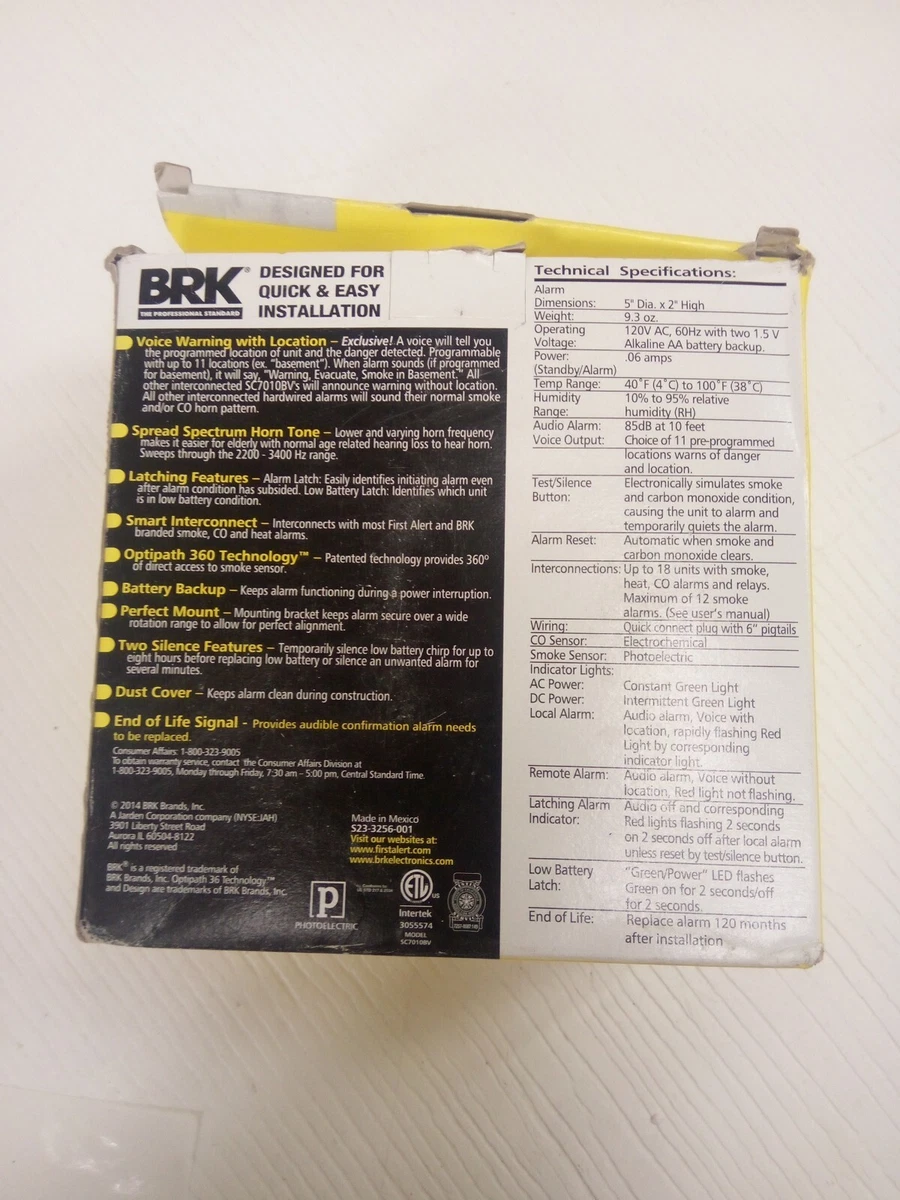 BRK®
THE PROFESSIONAL STANDARD
DESIGNED FOR
QUICK & EASY
INSTALLATION
Voice Warning with Location – Exclusive! A voice will tell you
the programmed location of unit and the danger detected. Programmable
with up to 11 locations (ex. "basement"). When alarm sounds (if programmed
for basement), it will say, "Warning, Evacuate, Smoke in Basement." All
other interconnected SC7010BV's will announce warning without location.
All other interconnected hardwired alarms will sound their normal smoke
and/or CO horn pattern.
Spread Spectrum Horn Tone – Lower and varying horn frequency
makes it easier for elderly with normal age related hearing loss to hear horn.
Sweeps through the 2200 - 3400 Hz range.
Latching Features – Alarm Latch: Easily identifies initiating alarm even
after alarm condition has subsided. Low Battery Latch: Identifies which unit
is in low battery condition.
Smart Interconnect – Interconnects with most First Alert and BRK
branded smoke, CO and heat alarms.
Optipath 360 Technology™ – Patented technology provides 360°
of direct access to smoke sensor.
Battery Backup – Keeps alarm functioning during a power interruption.
Perfect Mount – Mounting bracket keeps alarm secure over a wide
rotation range to allow for perfect alignment.
Two Silence Features – Temporarily silence low battery chirp for up to
eight hours before replacing low battery or silence an unwanted alarm for
several minutes.
Dust Cover – Keeps alarm clean during construction.
End of Life Signal - Provides audible confirmation alarm needs
to be replaced.
Consumer Affairs: 1-800-323-9005
To obtain warranty service, contact the Consumer Affairs Division at
1-800-323-9005, Monday through Friday, 7:30 am – 5:00 pm, Central Standard Time.
© 2014 BRK Brands, Inc.
A Jarden Corporation company (NYSE:JAH)
3901 Liberty Street Road
Aurora IL 60504-8122
All rights reserved
BRK® is a registered trademark of
BRK Brands, Inc. Optipath 36 Technology™
and Design are trademarks of BRK Brands, Inc.
Made in Mexico
S23-3256-001
Visit our websites at:
www.firstalert.com
www.brkelectronics.com
P
PHOTOELECTRIC
ETL
US
Intertek
3055574
MODEL
SC7010BV
Technical Specifications:
Alarm
Dimensions: 5" Dia. x 2" High
Weight: 9.3 oz.
Operating 120V AC, 60Hz with two 1.5 V
Voltage: Alkaline AA battery backup.
Power: .06 amps
(Standby/Alarm)
Temp Range: 40˚F (4˚C) to 100˚F (38˚C)
Humidity 10% to 95% relative
Range: humidity (RH)
Audio Alarm: 85dB at 10 feet
Voice Output: Choice of 11 pre-programmed
locations warns of danger
and location.
Test/Silence Electronically simulates smoke
Button: and carbon monoxide condition,
causing the unit to alarm and
temporarily quiets the alarm.
Alarm Reset: Automatic when smoke and
carbon monoxide clears.
Interconnections: Up to 18 units with smoke,
heat, CO alarms and relays.
Maximum of 12 smoke
alarms. (See user's manual)
Wiring: Quick connect plug with 6" pigtails
CO Sensor: Electrochemical
Smoke Sensor: Photoelectric
Indicator Lights:
AC Power: Constant Green Light
DC Power: Intermittent Green Light
Local Alarm: Audio alarm, Voice with
location, rapidly flashing Red
Light by corresponding
indicator light.
Remote Alarm: Audio alarm, Voice without
location, Red light not flashing.
Latching Alarm Audio off and corresponding
Indicator: Red lights flashing 2 seconds
on 2 seconds off after local alarm
unless reset by test/silence button.
Low Battery "Green/Power" LED flashes
Latch: Green on for 2 seconds/off
for 2 seconds.
End of Life: Replace alarm 120 months
after installation